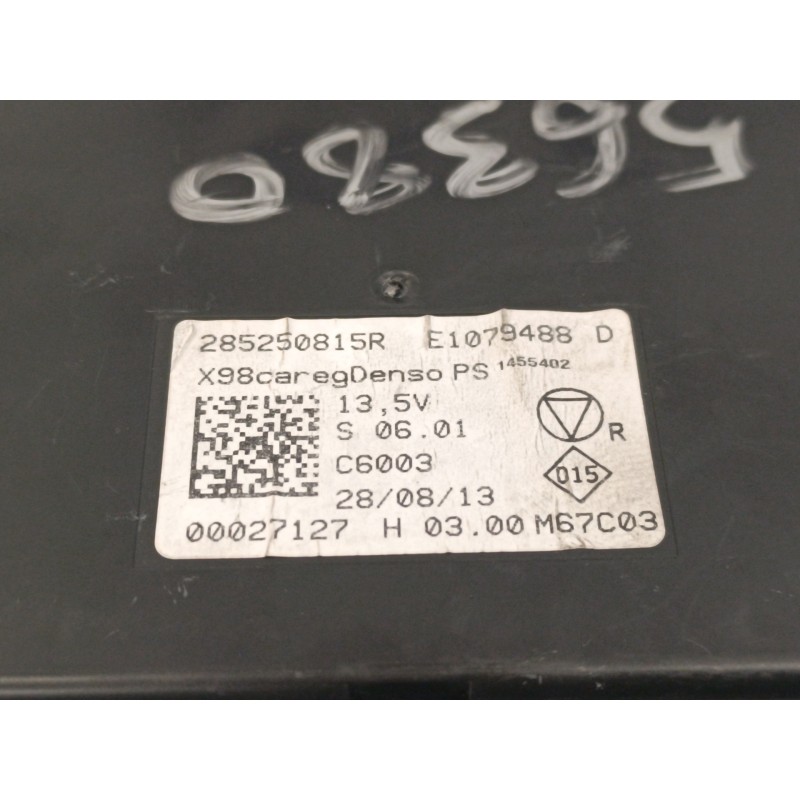 56380
285250815R E1079488 D
X98caregDenso PS 1455402
13,5V
S 06.01
R
C6003
015
28/08/13
00027127 H 03.00 M67C03